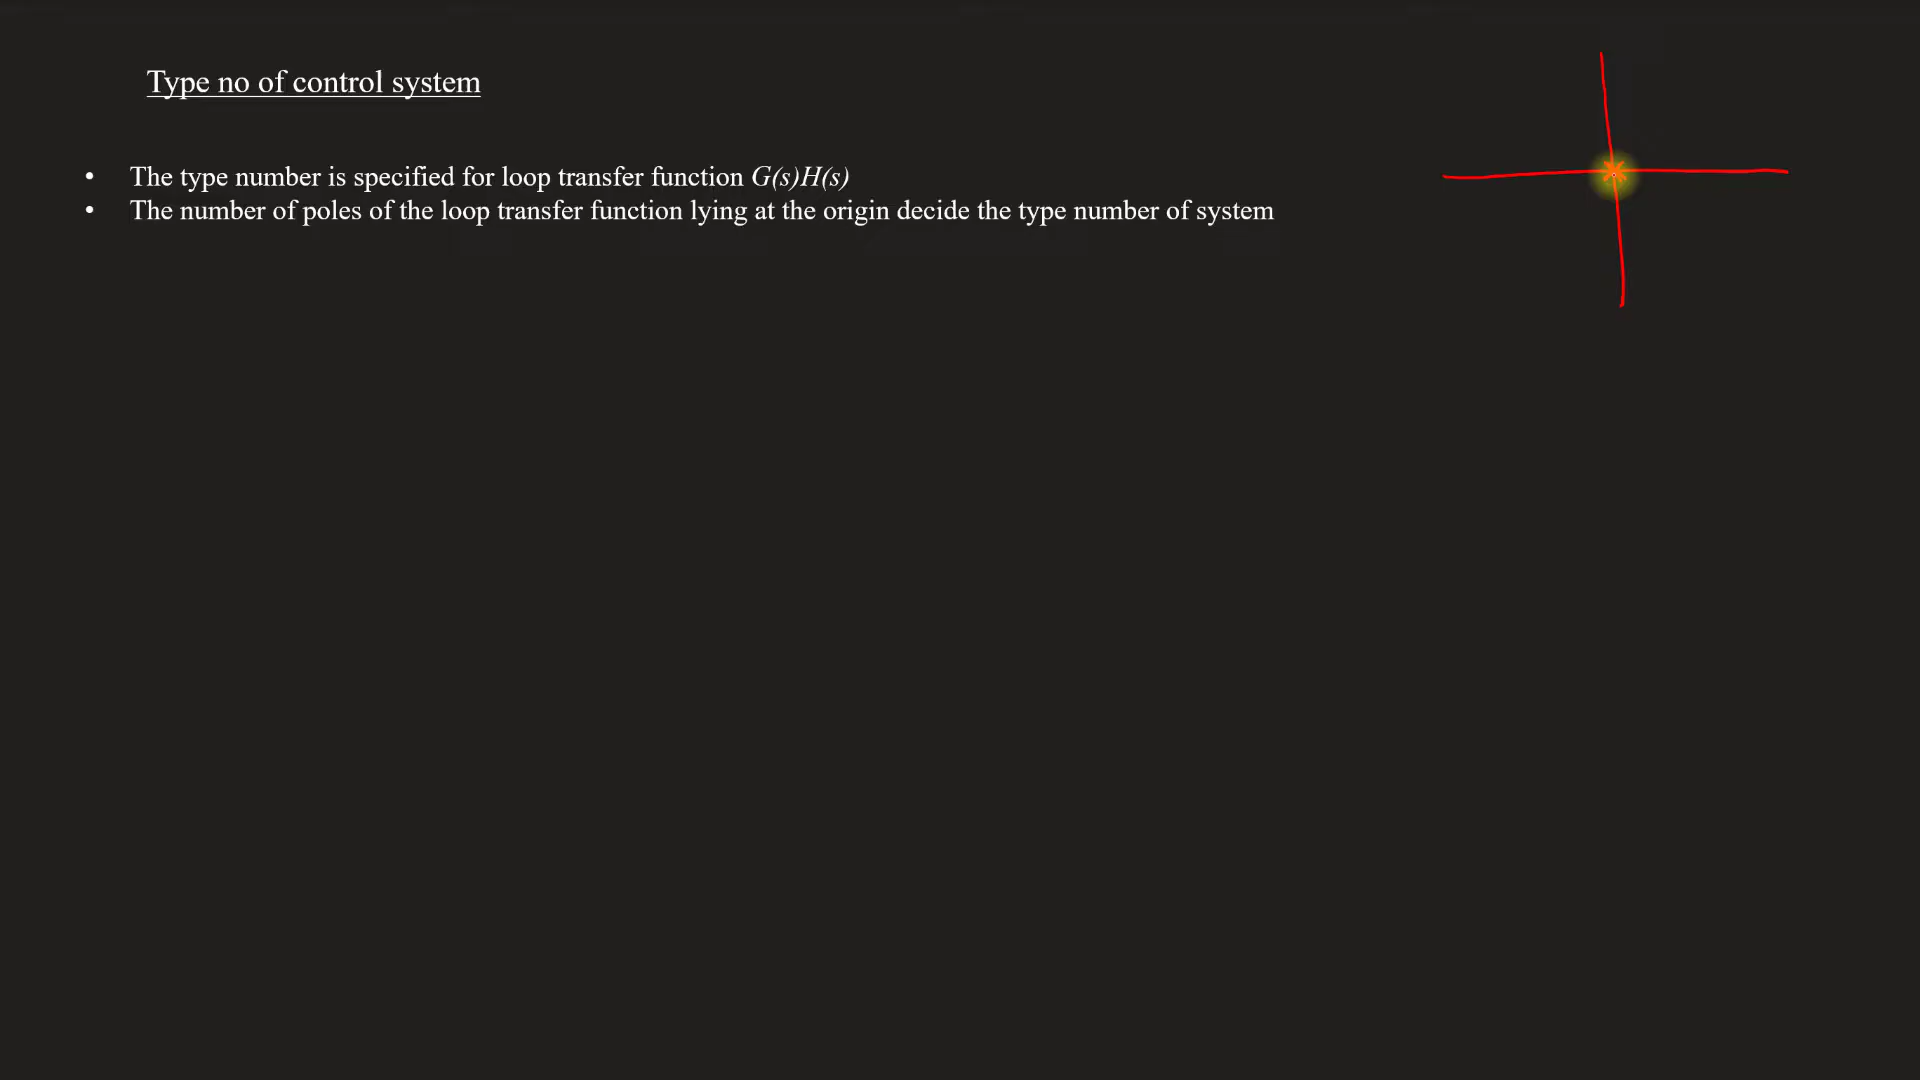 Type no of control system
• The type number is specified for loop transfer function G(s)H(s)
• The number of poles of the loop transfer function lying at the origin decide the type number of system